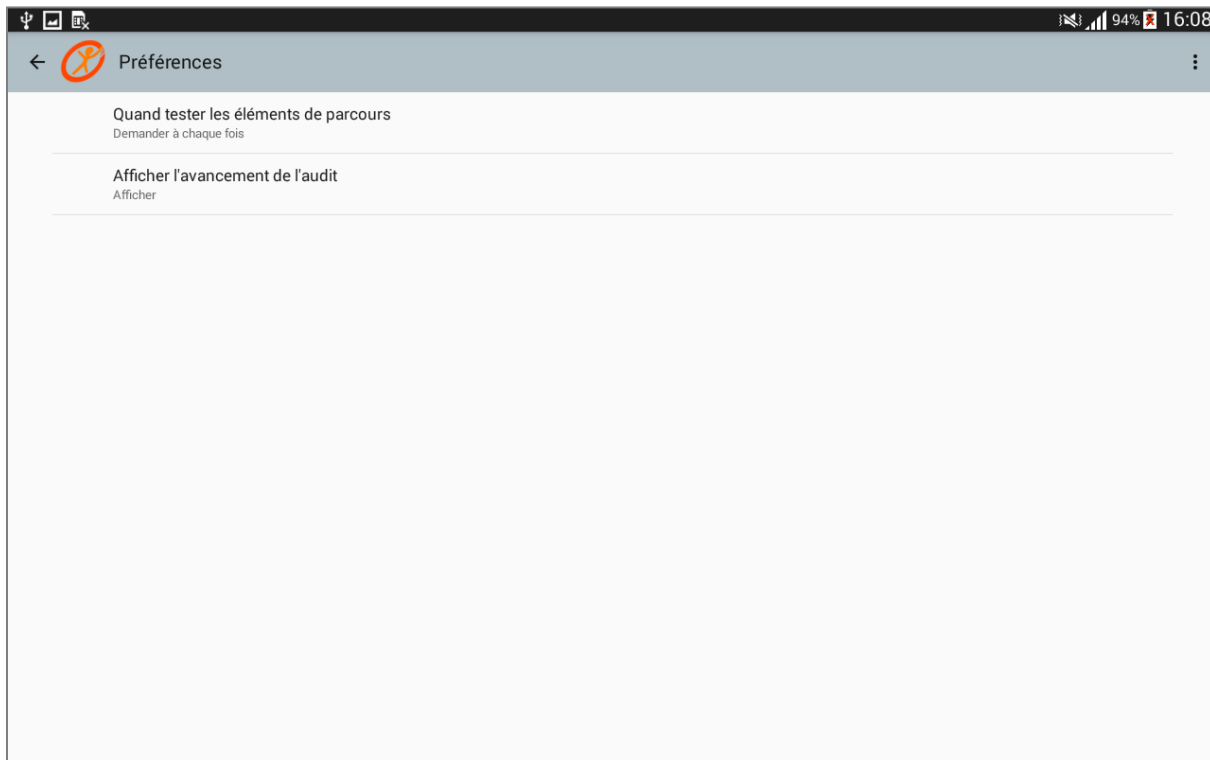 94% 16:08
Préférences
Quand tester les éléments de parcours
Demander à chaque fois
Afficher l'avancement de l'audit
Afficher